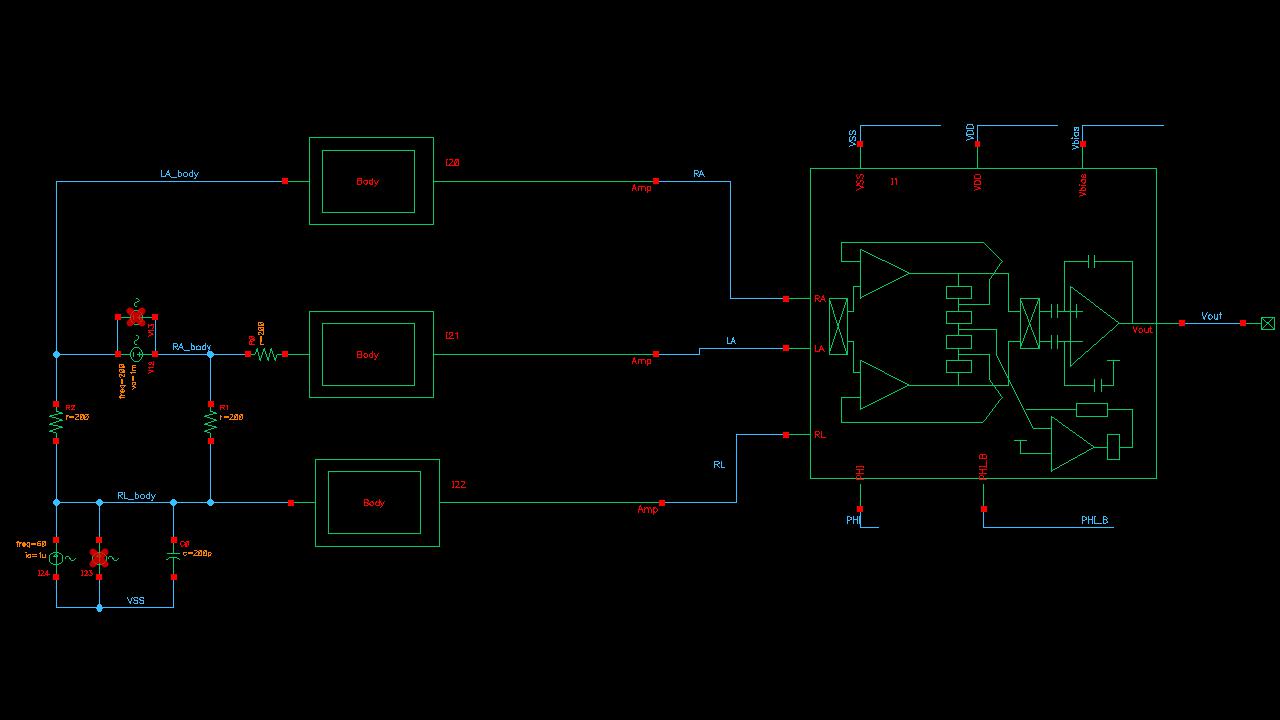 VSS
VDD
Vbias
VSS
I1
VDD
Vbias
LA_body
Body
I20
Amp
RA
RA
V13
freq=200
va=1m
V18
RA_body
R0
r=200
Body
I21
Amp
LA
LA
Vout
Vout
R2
r=200
R1
r=200
RL
RL
RL_body
Body
I22
Amp
PHI
PHI_B
PHI
PHI_B
freq=60
ia=1u
I24
I23
C0
c=200p
VSS